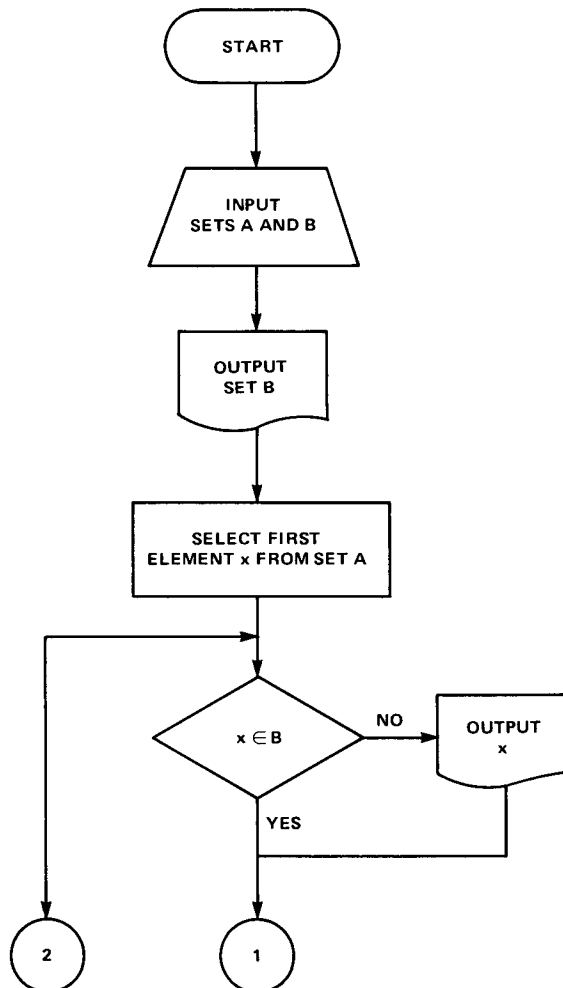 START
INPUT
SETS A AND B
OUTPUT
SET B
SELECT FIRST
ELEMENT x FROM SET A
x ∈ B
NO
OUTPUT
x
YES
2
1